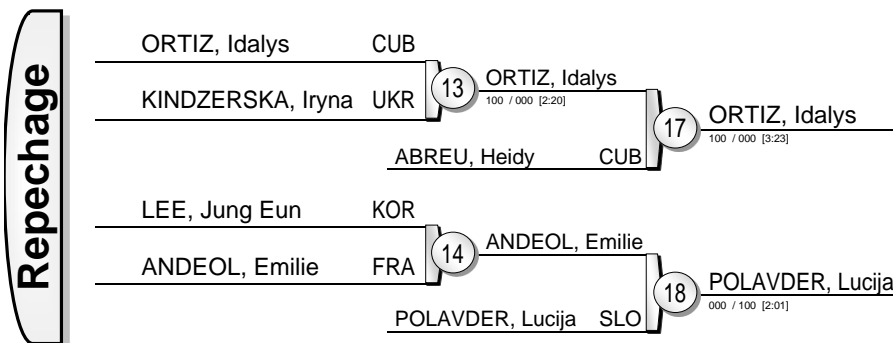 Repechage
ORTIZ, Idalys CUB
KINDZERSKA, Iryna UKR
13
ORTIZ, Idalys
100 / 000 [2:20]
ABREU, Heidy CUB
17
ORTIZ, Idalys
100 / 000 [3:23]
LEE, Jung Eun KOR
ANDEOL, Emilie FRA
14
ANDEOL, Emilie
POLAVDER, Lucija SLO
18
POLAVDER, Lucija
000 / 100 [2:01]